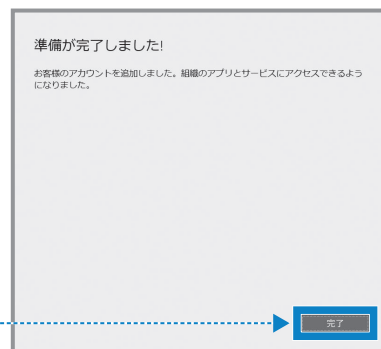 準備が完了しました!
お客様のアカウントを追加しました。組織のアプリとサービスにアクセスできるよう
になりました。
完了